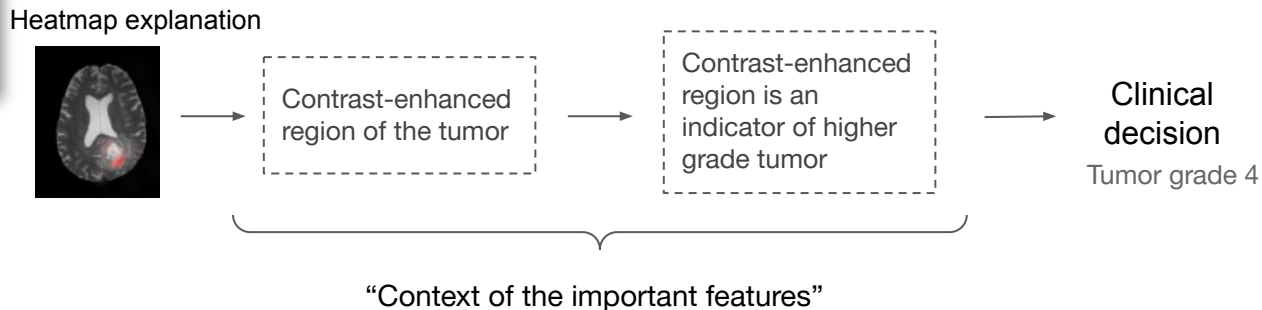 Heatmap explanation
Contrast-enhanced
region of the tumor
Contrast-enhanced
region is an
indicator of higher
grade tumor
Clinical
decision
Tumor grade 4
“Context of the important features”